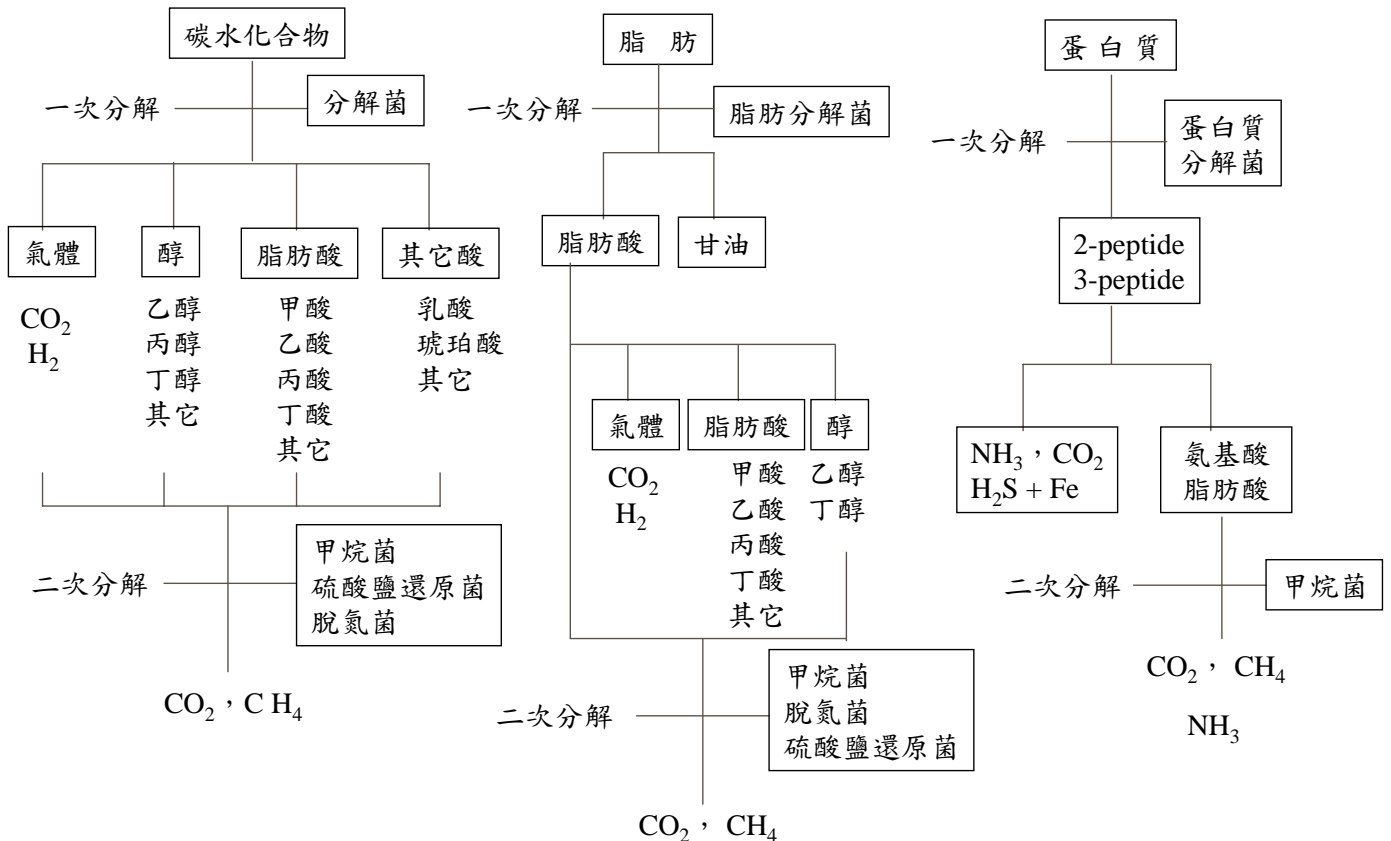 碳水化合物
一次分解
分解菌
氣體
CO₂
H₂
醇
乙醇
丙醇
丁醇
其它
脂肪酸
甲酸
乙酸
丙酸
丁酸
其它
其它酸
乳酸
琥珀酸
其它
二次分解
甲烷菌
硫酸鹽還原菌
脫氮菌
CO₂，C H₄
脂 肪
一次分解
脂肪分解菌
脂肪酸
甘油
氣體
CO₂
H₂
脂肪酸
甲酸
乙酸
丙酸
丁酸
其它
醇
乙醇
丁醇
二次分解
甲烷菌
脫氮菌
硫酸鹽還原菌
CO₂， CH₄
蛋 白 質
一次分解
蛋白質
分解菌
2-peptide
3-peptide
NH₃，CO₂
H₂S + Fe
氨基酸
脂肪酸
二次分解
甲烷菌
CO₂， CH₄
NH₃